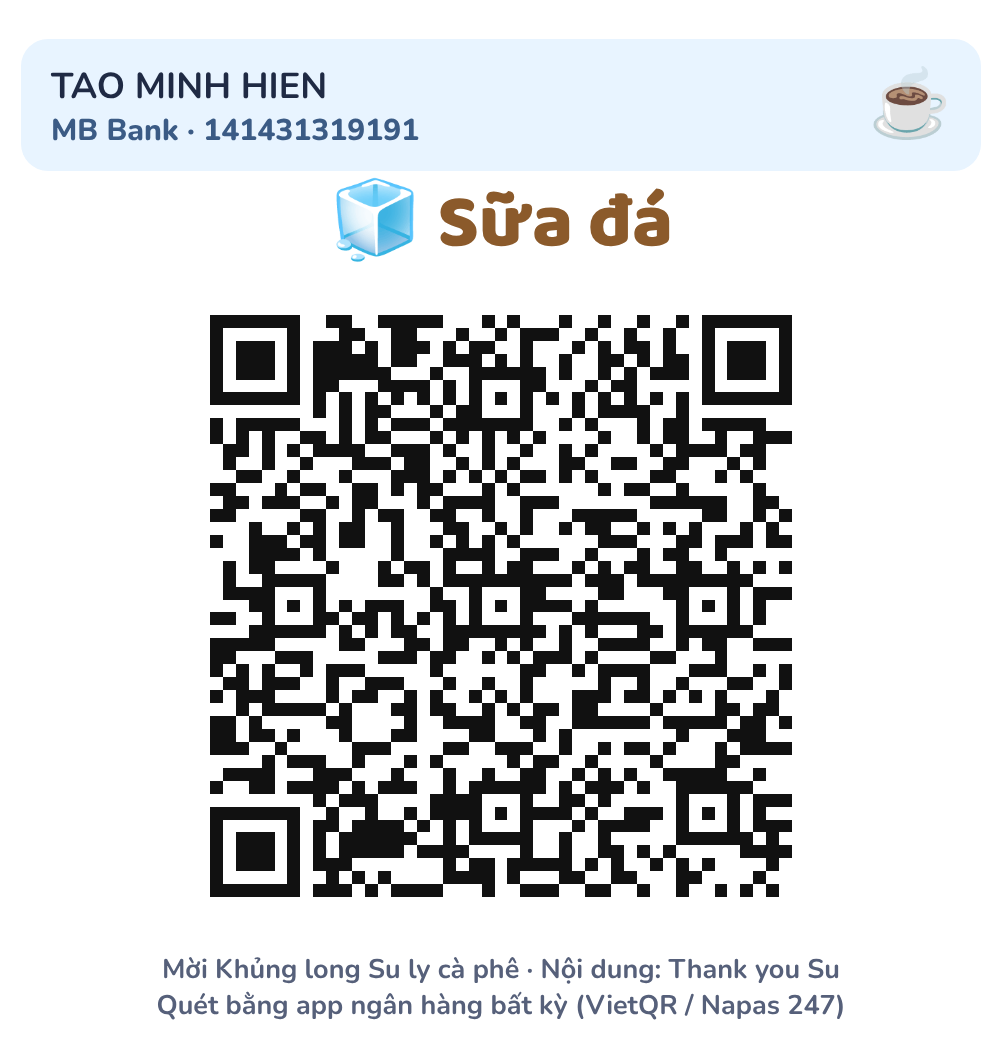 TAO MINH HIEN
MB Bank · 141431319191
Sữa đá
Mời Khủng long Su ly cà phê · Nội dung: Thank you Su
Quét bằng app ngân hàng bất kỳ (VietQR / Napas 247)